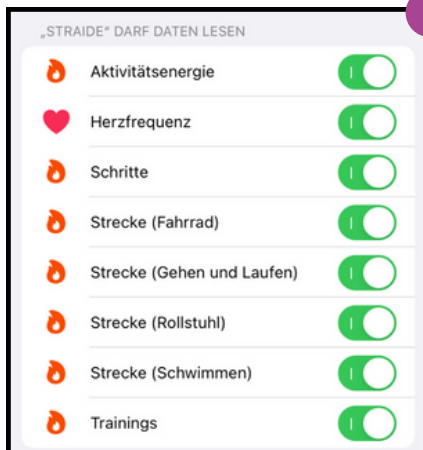 „STRAIDE“ DARF DATEN LESEN
Aktivitätsenergie
Herzfrequenz
Schritte
Strecke (Fahrrad)
Strecke (Gehen und Laufen)
Strecke (Rollstuhl)
Strecke (Schwimmen)
Trainings